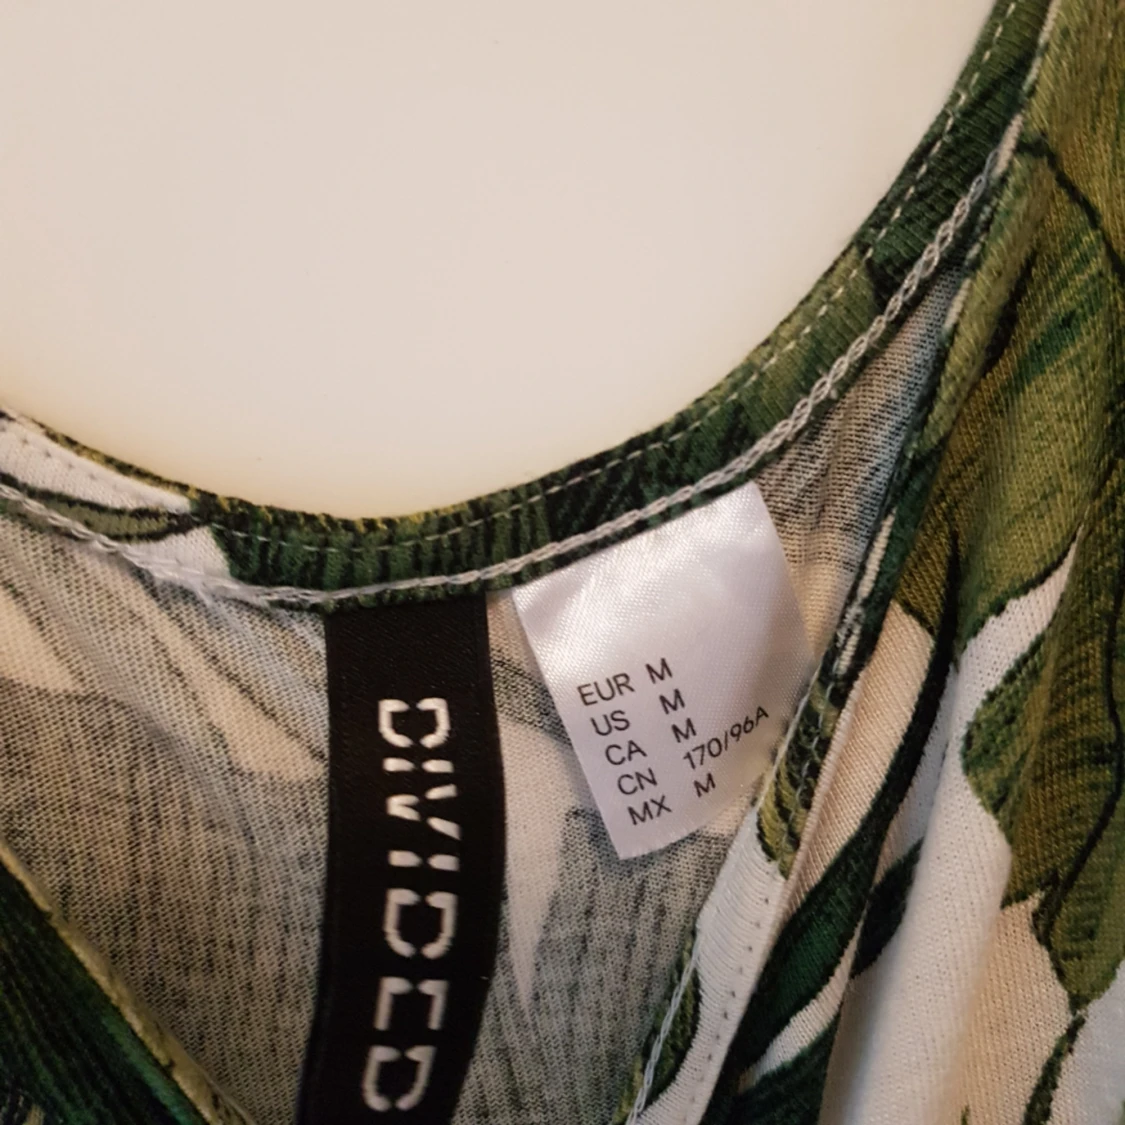 DIVIDED
EUR M
US M
CA M
CN 170/96A
MX M